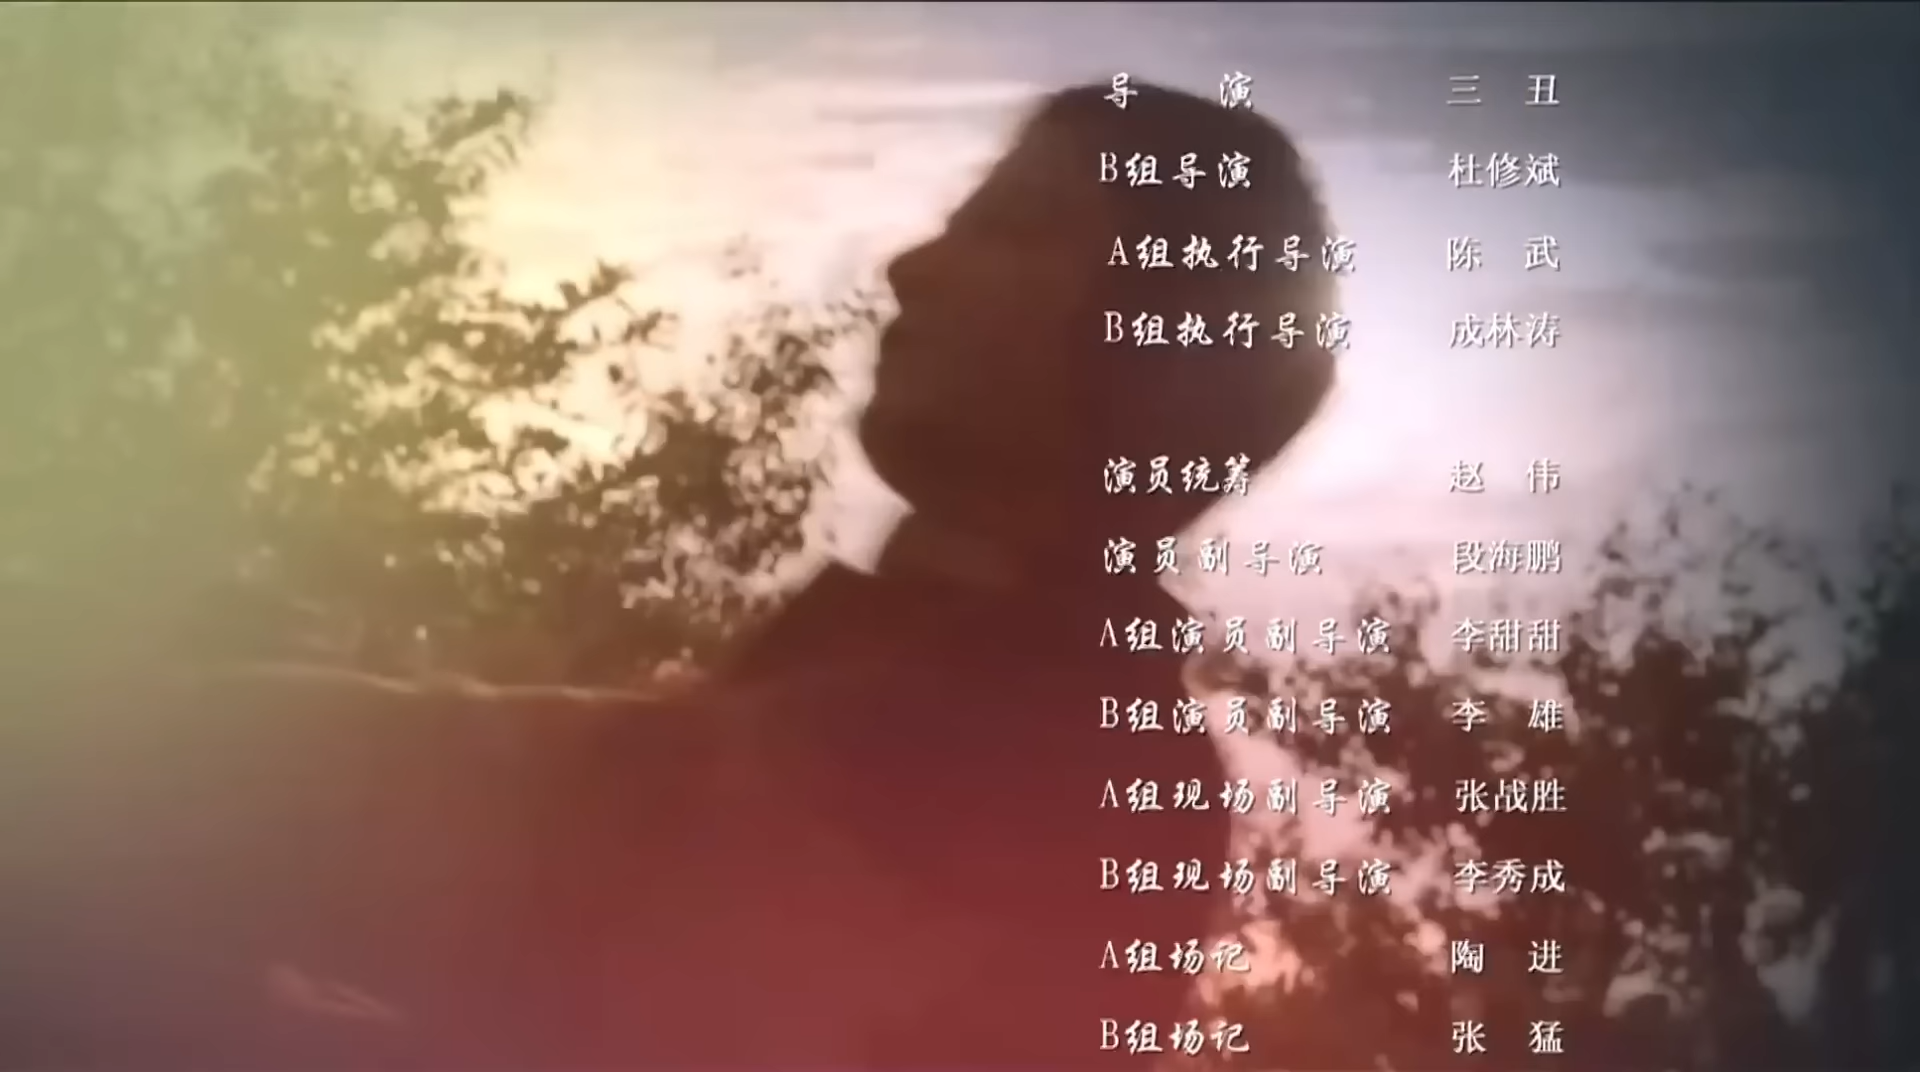 导 演 三 丑
B组导演 杜修斌
A组执行导演 陈 武
B组执行导演 成林涛
演员统筹 赵 伟
演员副导演 段海鹏
A组演员副导演 李甜甜
B组演员副导演 李 雄
A组现场副导演 张战胜
B组现场副导演 李秀成
A组场记 陶 进
B组场记 张 猛